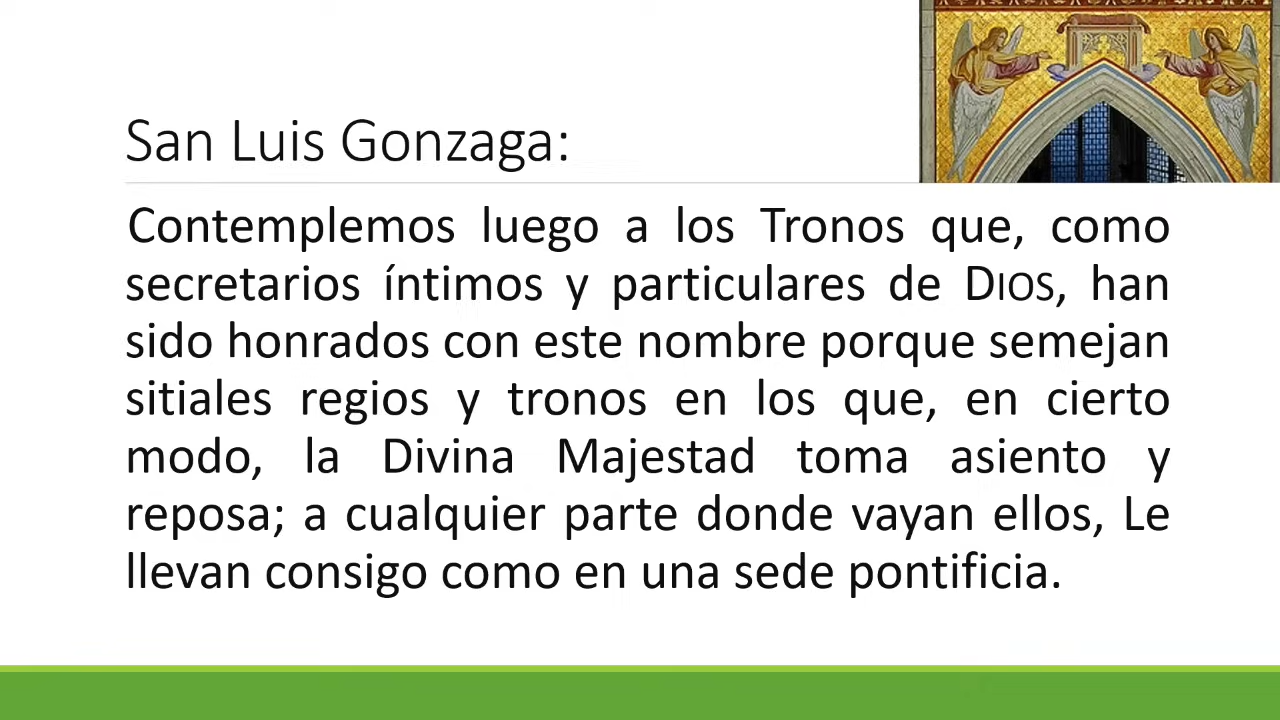 San Luis Gonzaga:
Contemplemos luego a los Tronos que, como
secretarios íntimos y particulares de DIOS, han
sido honrados con este nombre porque semejan
sitiales regios y tronos en los que, en cierto
modo, la Divina Majestad toma asiento y
reposa; a cualquier parte donde vayan ellos, Le
llevan consigo como en una sede pontificia.